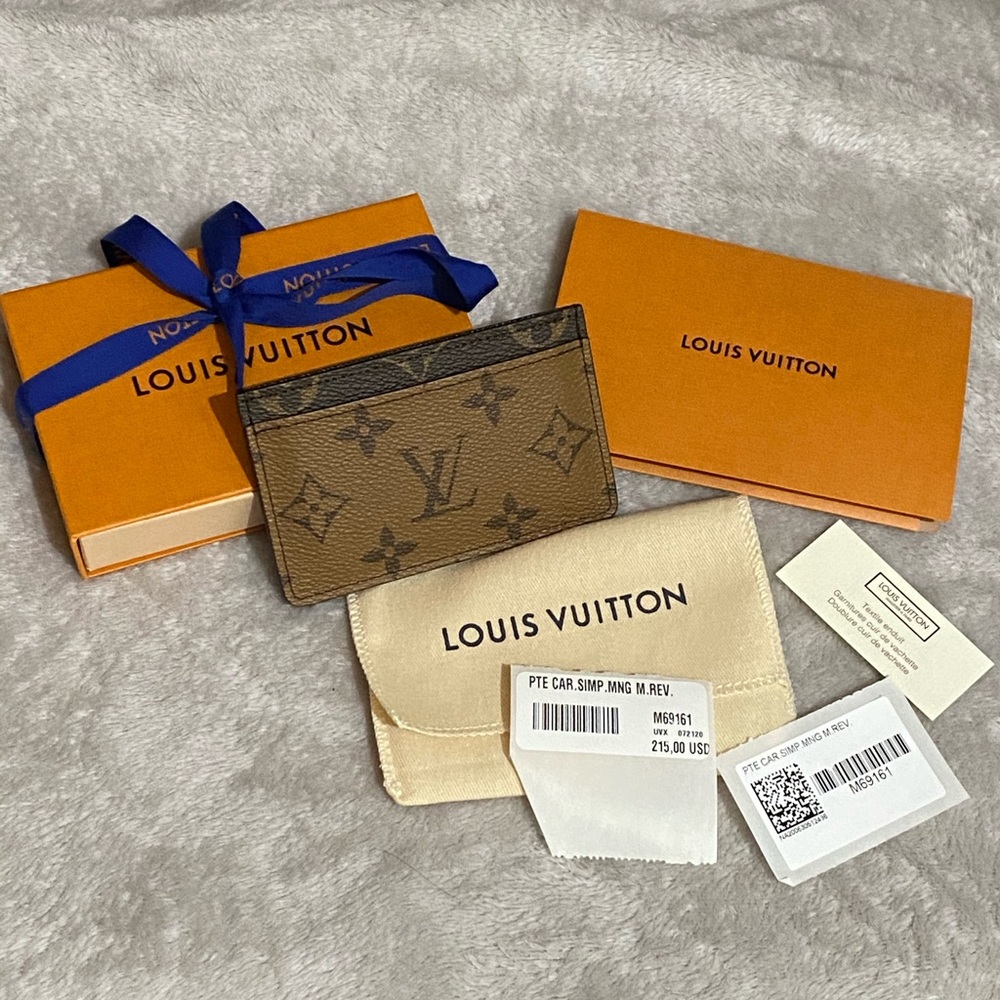 LOUIS VUITTON
LOUIS VUITTON
LV
LOUIS VUITTON
LOUIS VUITTON
Textile enduit
Garnitures cuir de vachette
Doublure cuir de vachette
PTE CAR.SIMP.MNG M.REV.
M69161
UVX 072120
215,00 USD
PTE CAR.SIMP.MNG M.REV.
M69161